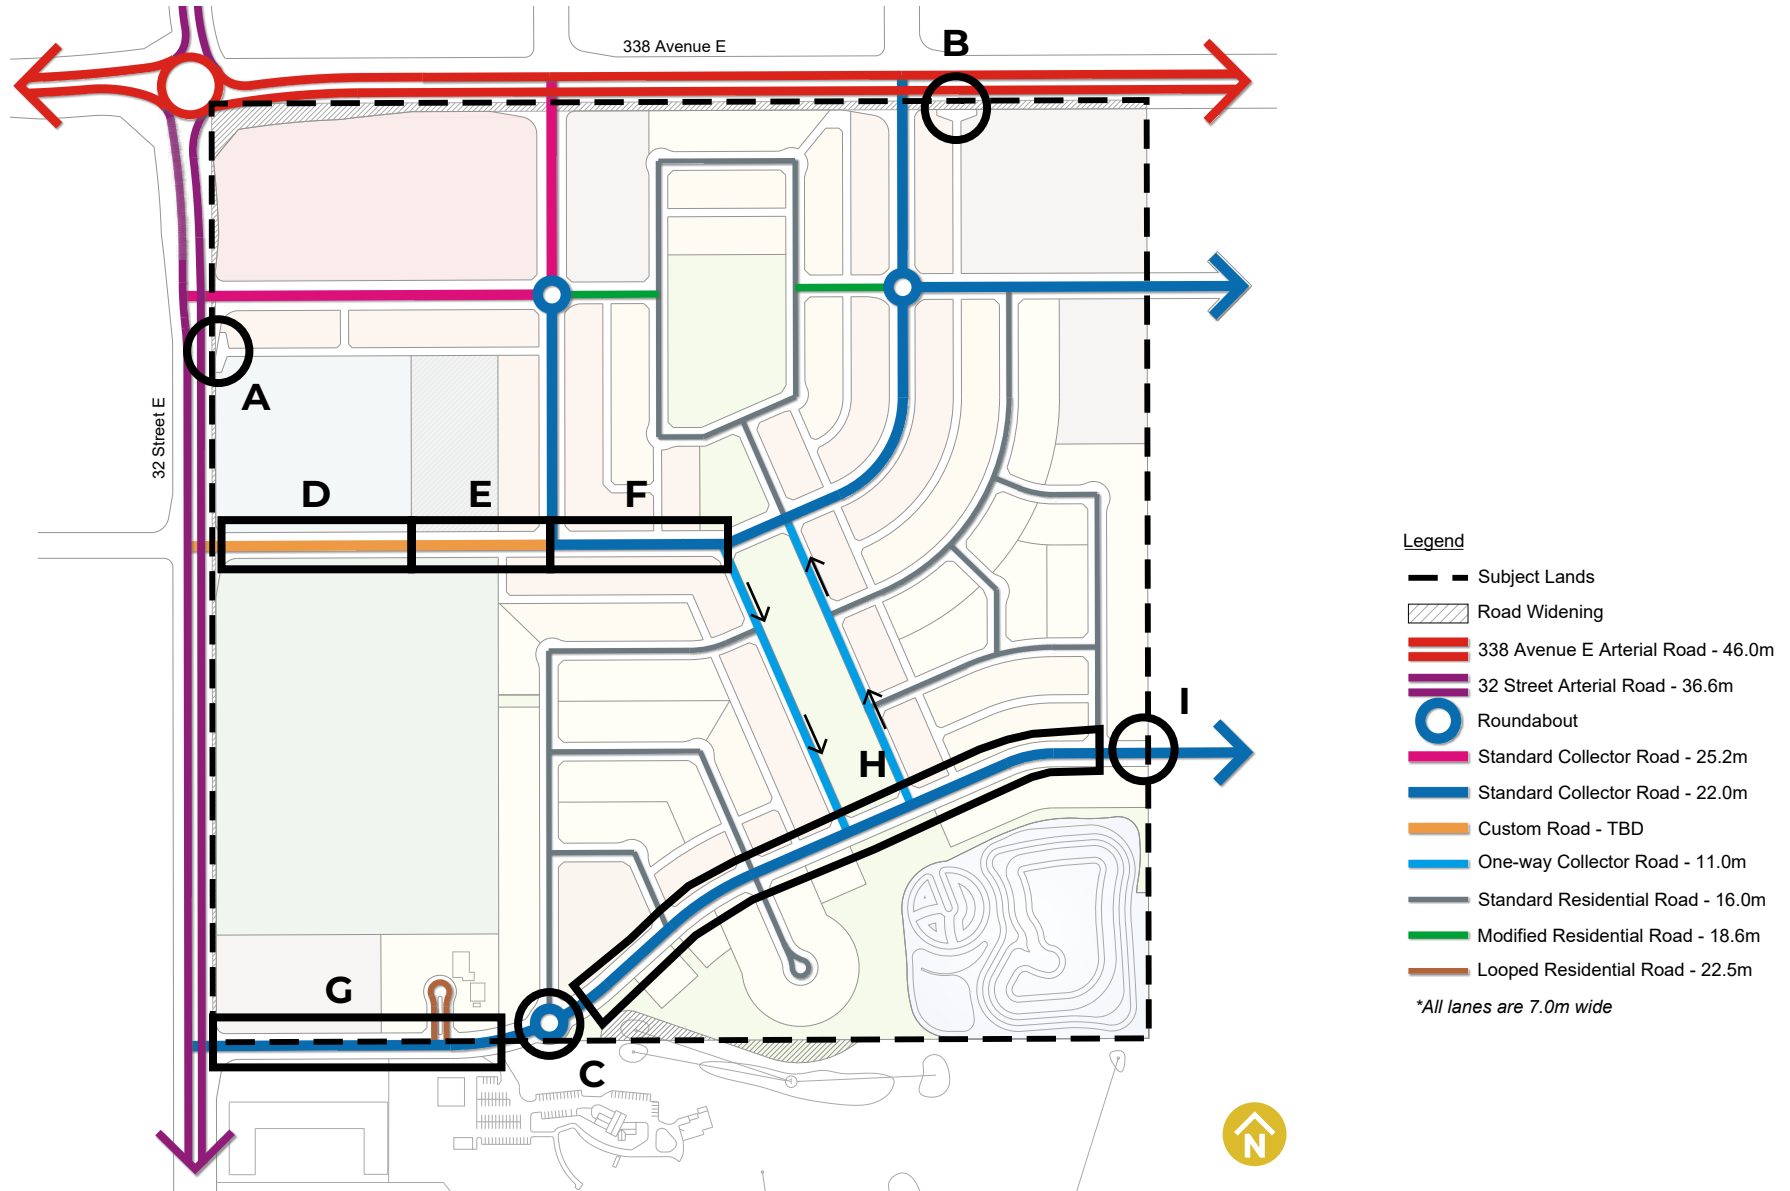 338 Avenue E
B
A
32 Street E
D
E
F
H
I
G
C
N
Legend
Subject Lands
Road Widening
338 Avenue E Arterial Road - 46.0m
32 Street Arterial Road - 36.6m
Roundabout
Standard Collector Road - 25.2m
Standard Collector Road - 22.0m
Custom Road - TBD
One-way Collector Road - 11.0m
Standard Residential Road - 16.0m
Modified Residential Road - 18.6m
Looped Residential Road - 22.5m
*All lanes are 7.0m wide